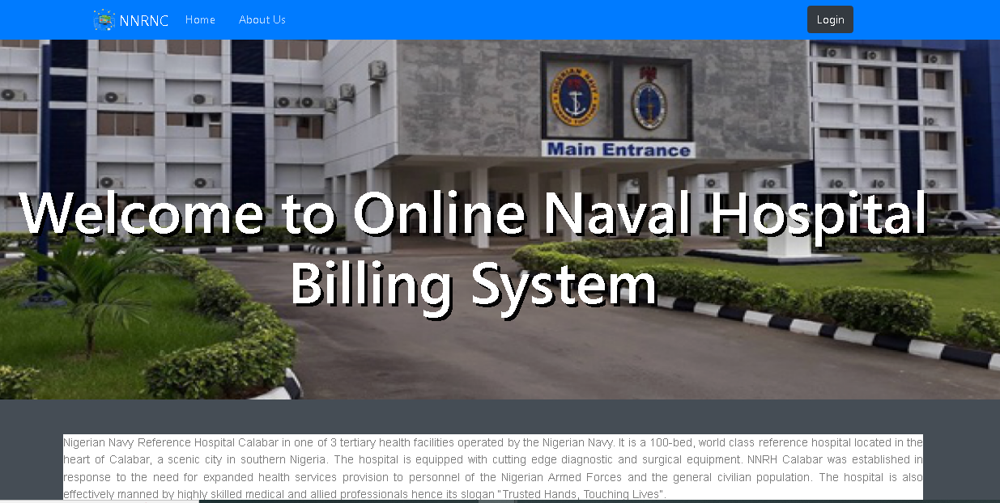 NNRNC Home About Us Login
NIGERIAN NAVY
Main Entrance
Welcome to Online Naval Hospital
Billing System
Nigerian Navy Reference Hospital Calabar in one of 3 tertiary health facilities operated by the Nigerian Navy. It is a 100-bed, world class reference hospital located in the
heart of Calabar, a scenic city in southern Nigeria. The hospital is equipped with cutting edge diagnostic and surgical equipment. NNRH Calabar was established in
response to the need for expanded health services provision to personnel of the Nigerian Armed Forces and the general civilian population. The hospital is also
effectively manned by highly skilled medical and allied professionals hence its slogan "Trusted Hands, Touching Lives".